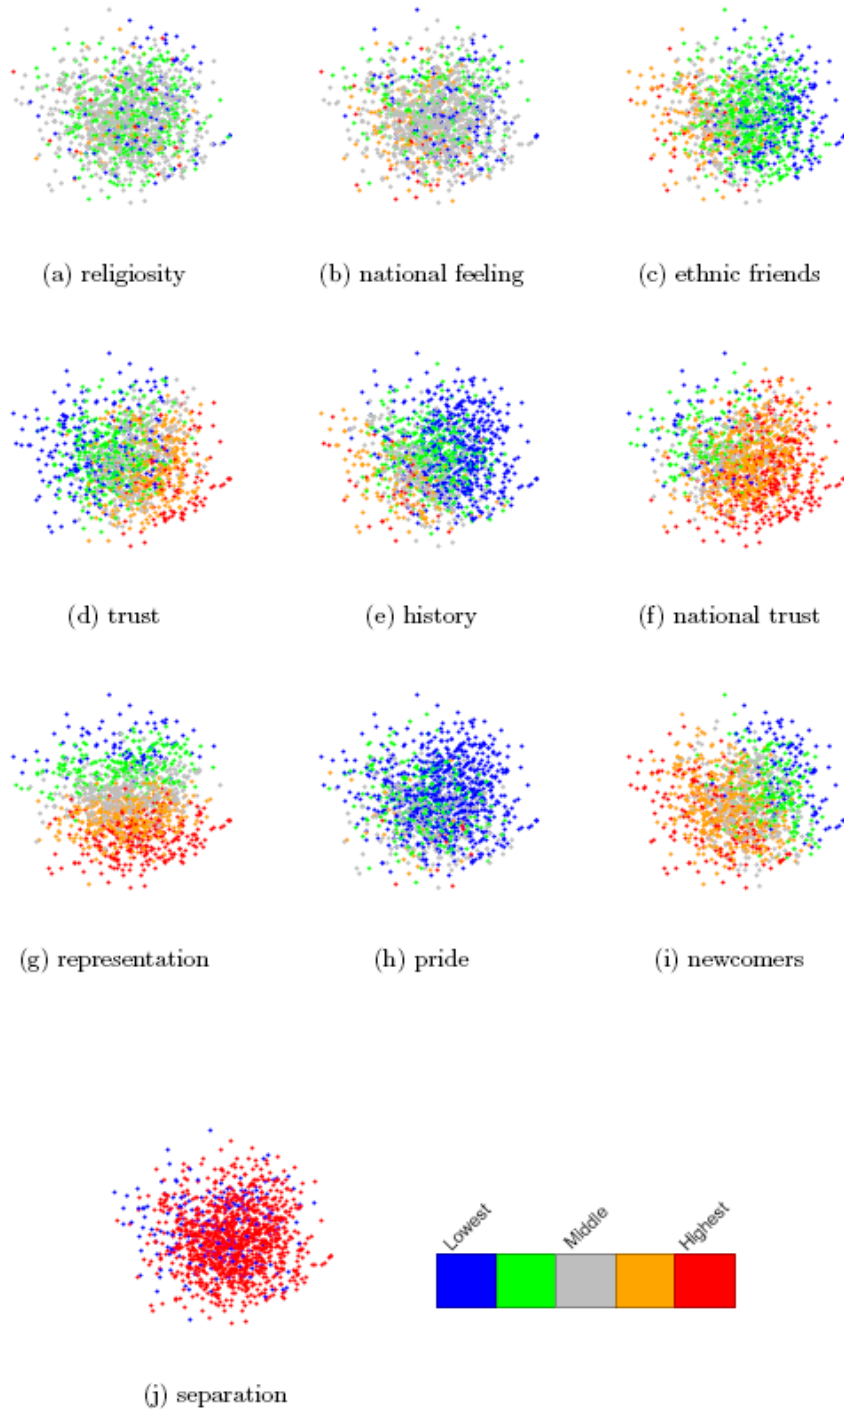 (a) religiosity
(b) national feeling
(c) ethnic friends
(d) trust
(e) history
(f) national trust
(g) representation
(h) pride
(i) newcomers
Lowest
Middle
Highest
(j) separation